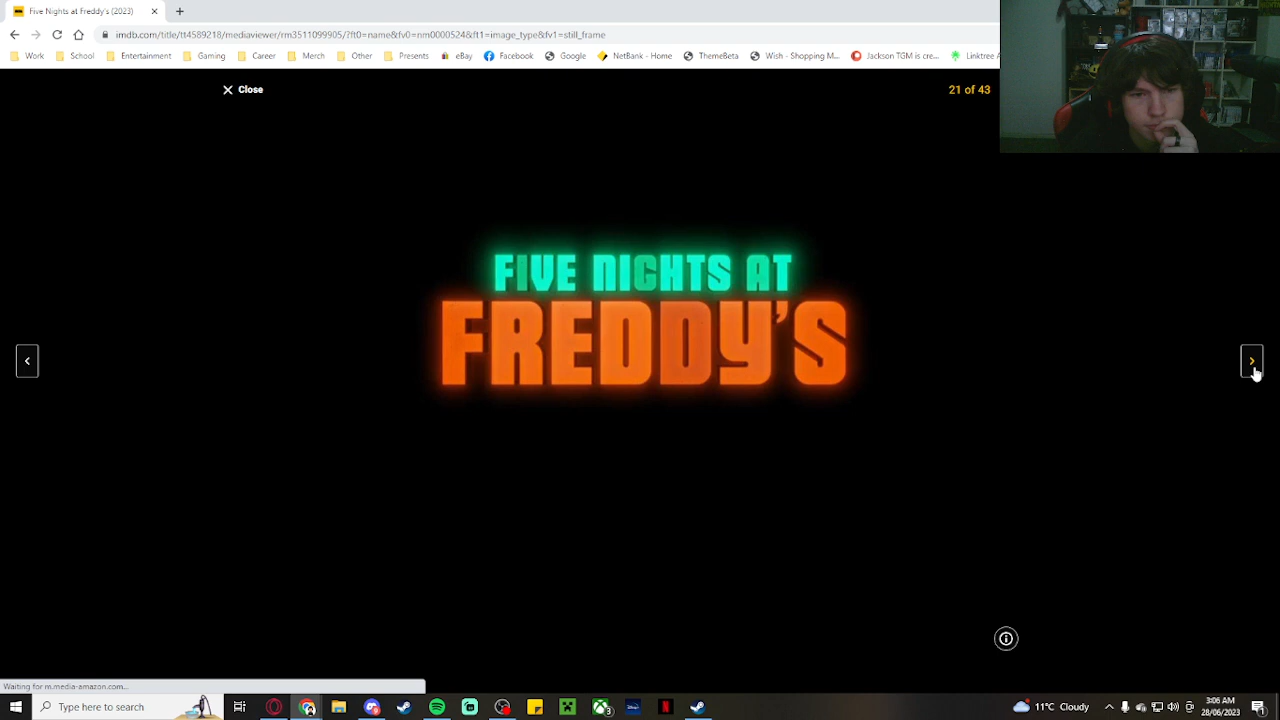 Five Nights at Freddy's (2023)
imdb.com/title/tt4589218/mediaviewer/rm3511099905/?ft0=name&fv0=nm0000524&ft1=image_type&fv1=still_frame
Work School Entertainment Gaming Career Merch Other Presents eBay Facebook Google NetBank - Home ThemeBeta Wish - Shopping M... Jackson TGM is cre... Linktree
Close
21 of 43
FIVE NIGHTS AT
FREDDY'S
Waiting for m.media-amazon.com...
Type here to search
11°C Cloudy
3:06 AM
28/06/2023